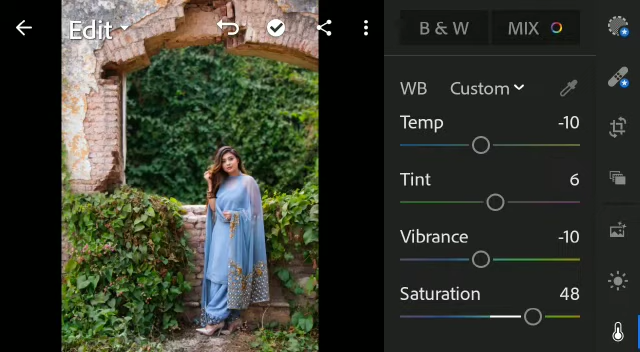 Edit
B & W
MIX
WB Custom
Temp -10
Tint 6
Vibrance -10
Saturation 48